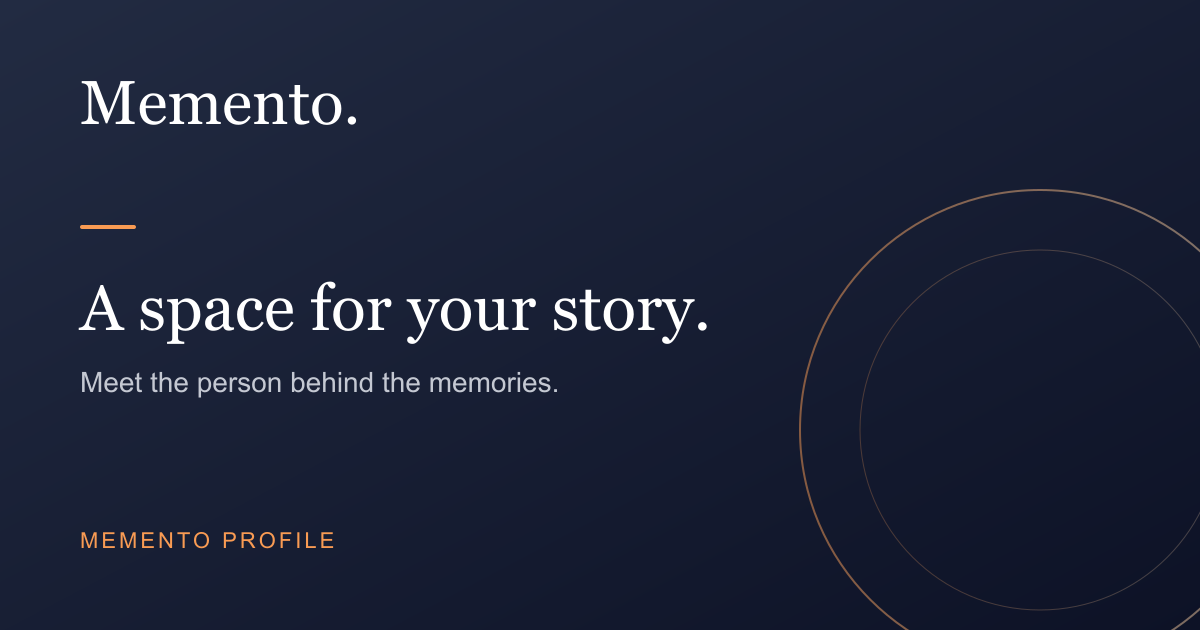 Memento.
A space for your story.
Meet the person behind the memories.
MEMENTO PROFILE